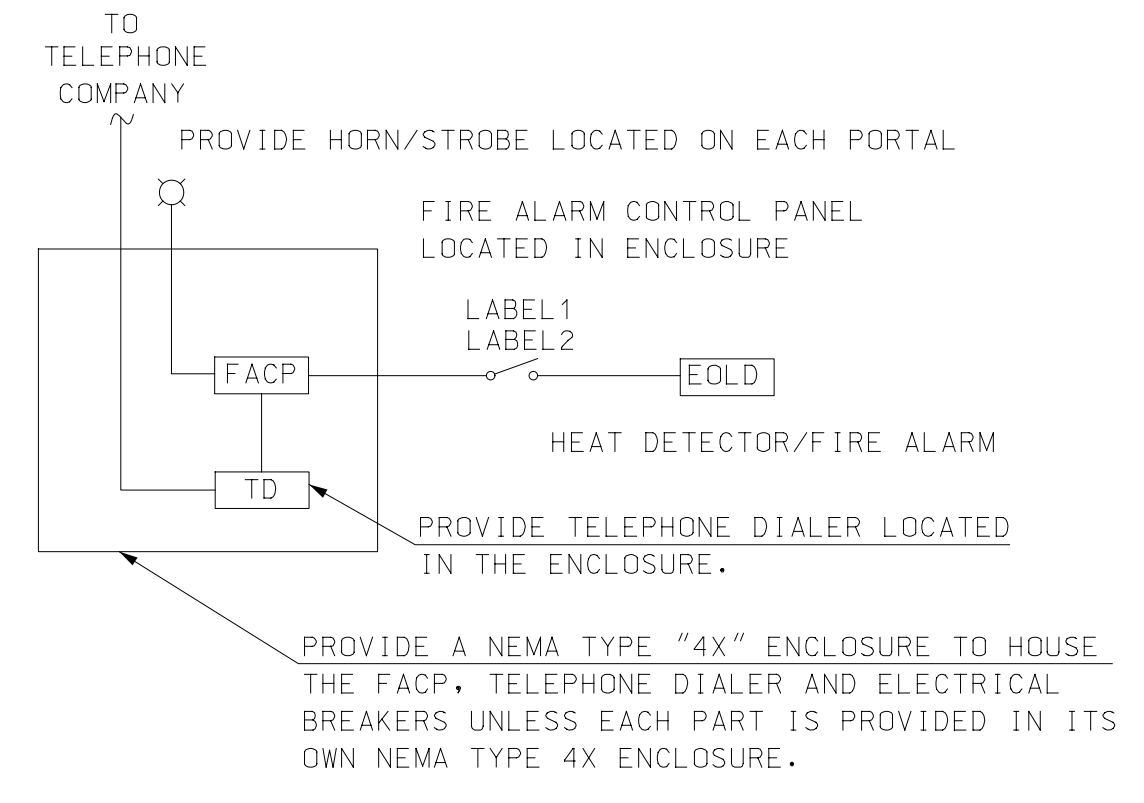 TO
TELEPHONE
COMPANY
PROVIDE HORN/STROBE LOCATED ON EACH PORTAL
FIRE ALARM CONTROL PANEL
LOCATED IN ENCLOSURE
LABEL1
LABEL2
FACP
EOLD
HEAT DETECTOR/FIRE ALARM
TD
PROVIDE TELEPHONE DIALER LOCATED
IN THE ENCLOSURE.
PROVIDE A NEMA TYPE "4X" ENCLOSURE TO HOUSE
THE FACP, TELEPHONE DIALER AND ELECTRICAL
BREAKERS UNLESS EACH PART IS PROVIDED IN ITS
OWN NEMA TYPE 4X ENCLOSURE.